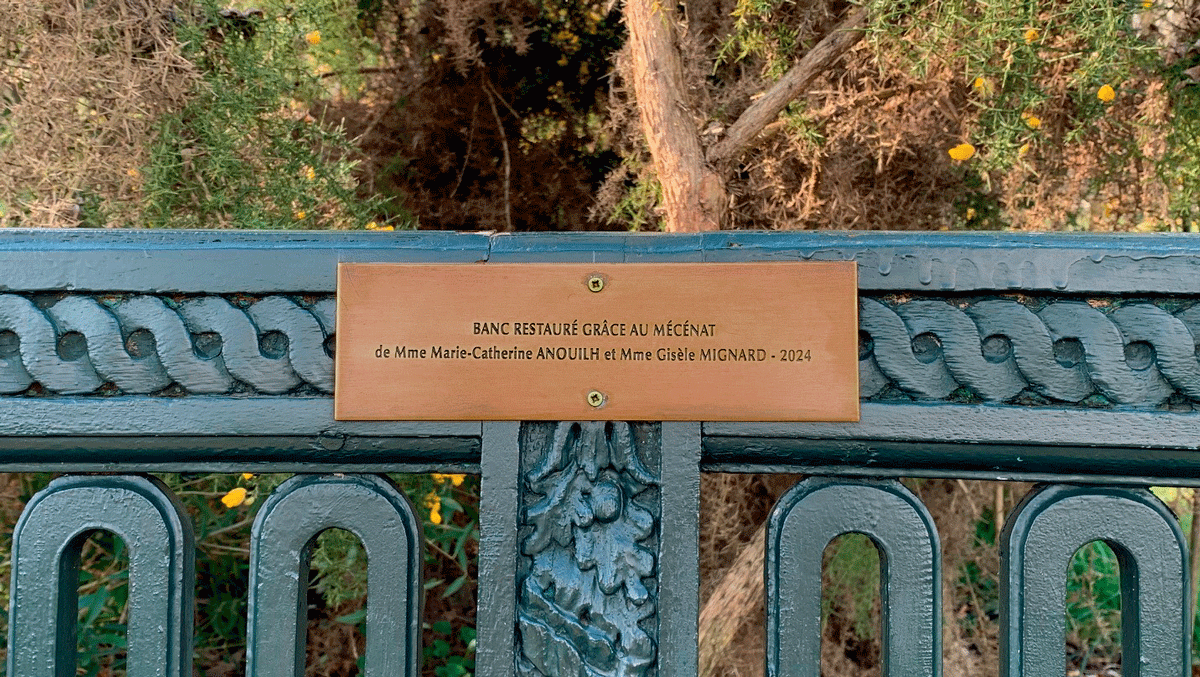 BANC RESTAURÉ GRÂCE AU MÉCÉNAT
de Mme Marie-Catherine ANOUILH et Mme Gisèle MIGNARD - 2024